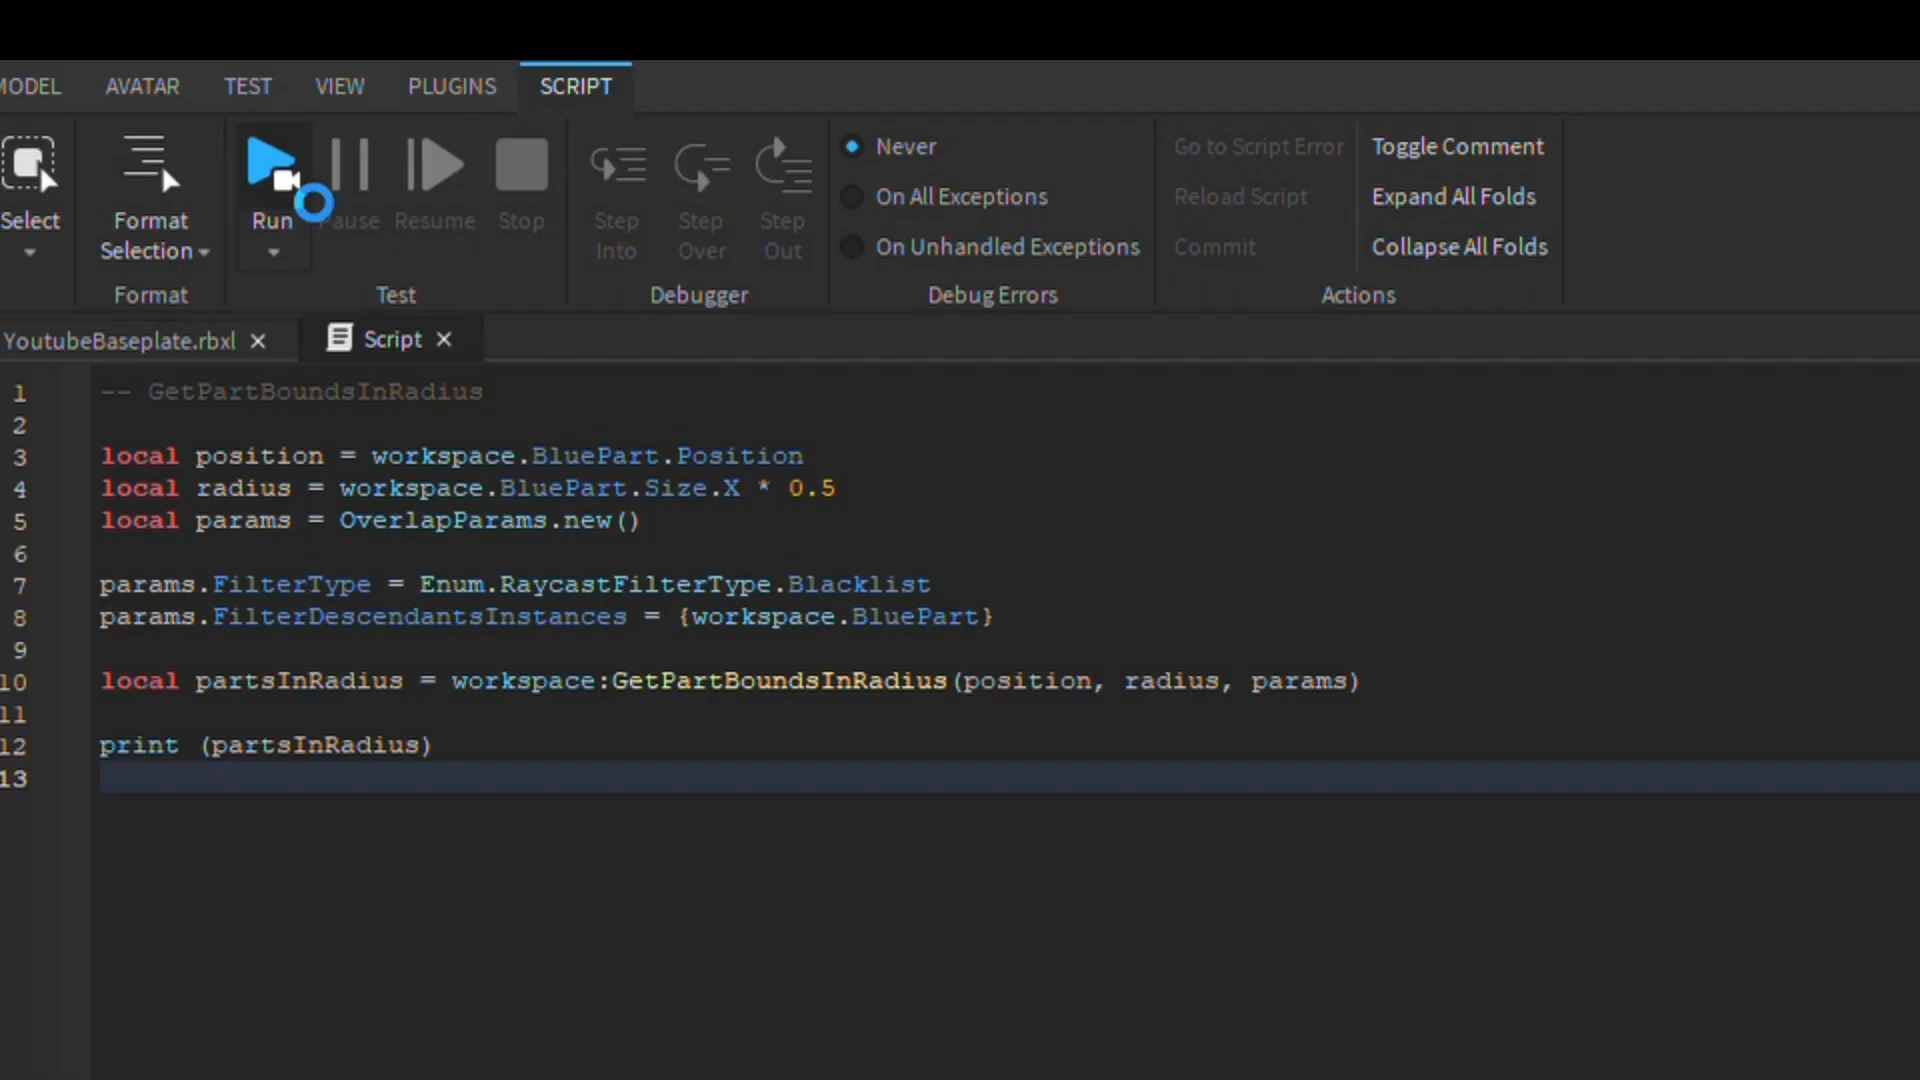 MODEL AVATAR TEST VIEW PLUGINS SCRIPT
Select
Format Selection
Format
Run Pause Resume Stop
Test
Step Into
Step Over
Step Out
Debugger
Never
On All Exceptions
On Unhandled Exceptions
Debug Errors
Go to Script Error
Reload Script
Commit
Toggle Comment
Expand All Folds
Collapse All Folds
Actions
YoutubeBaseplate.rbxl Script
1 -- GetPartBoundsInRadius
2
3 local position = workspace.BluePart.Position
4 local radius = workspace.BluePart.Size.X * 0.5
5 local params = OverlapParams.new()
6
7 params.FilterType = Enum.RaycastFilterType.Blacklist
8 params.FilterDescendantsInstances = {workspace.BluePart}
9
10 local partsInRadius = workspace:GetPartBoundsInRadius(position, radius, params)
11
12 print (partsInRadius)
13